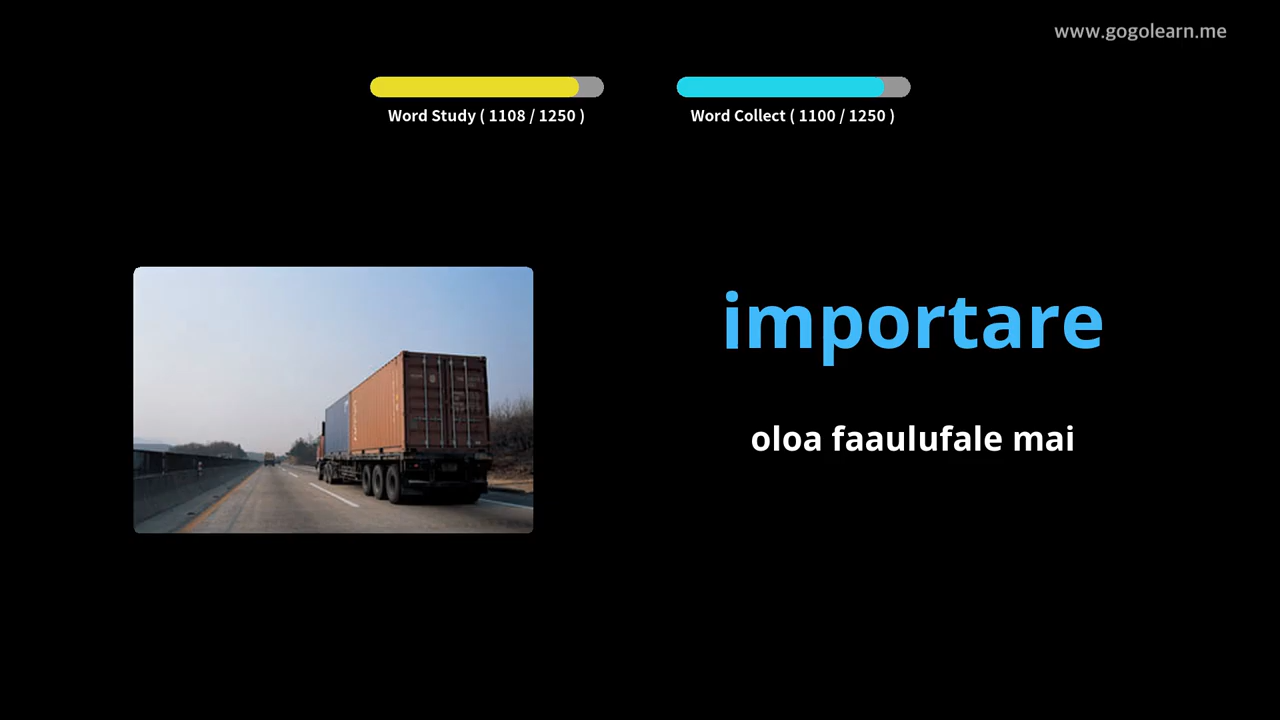 www.gogolearn.me
Word Study ( 1108 / 1250 )
Word Collect ( 1100 / 1250 )
importare
oloa faaulufale mai